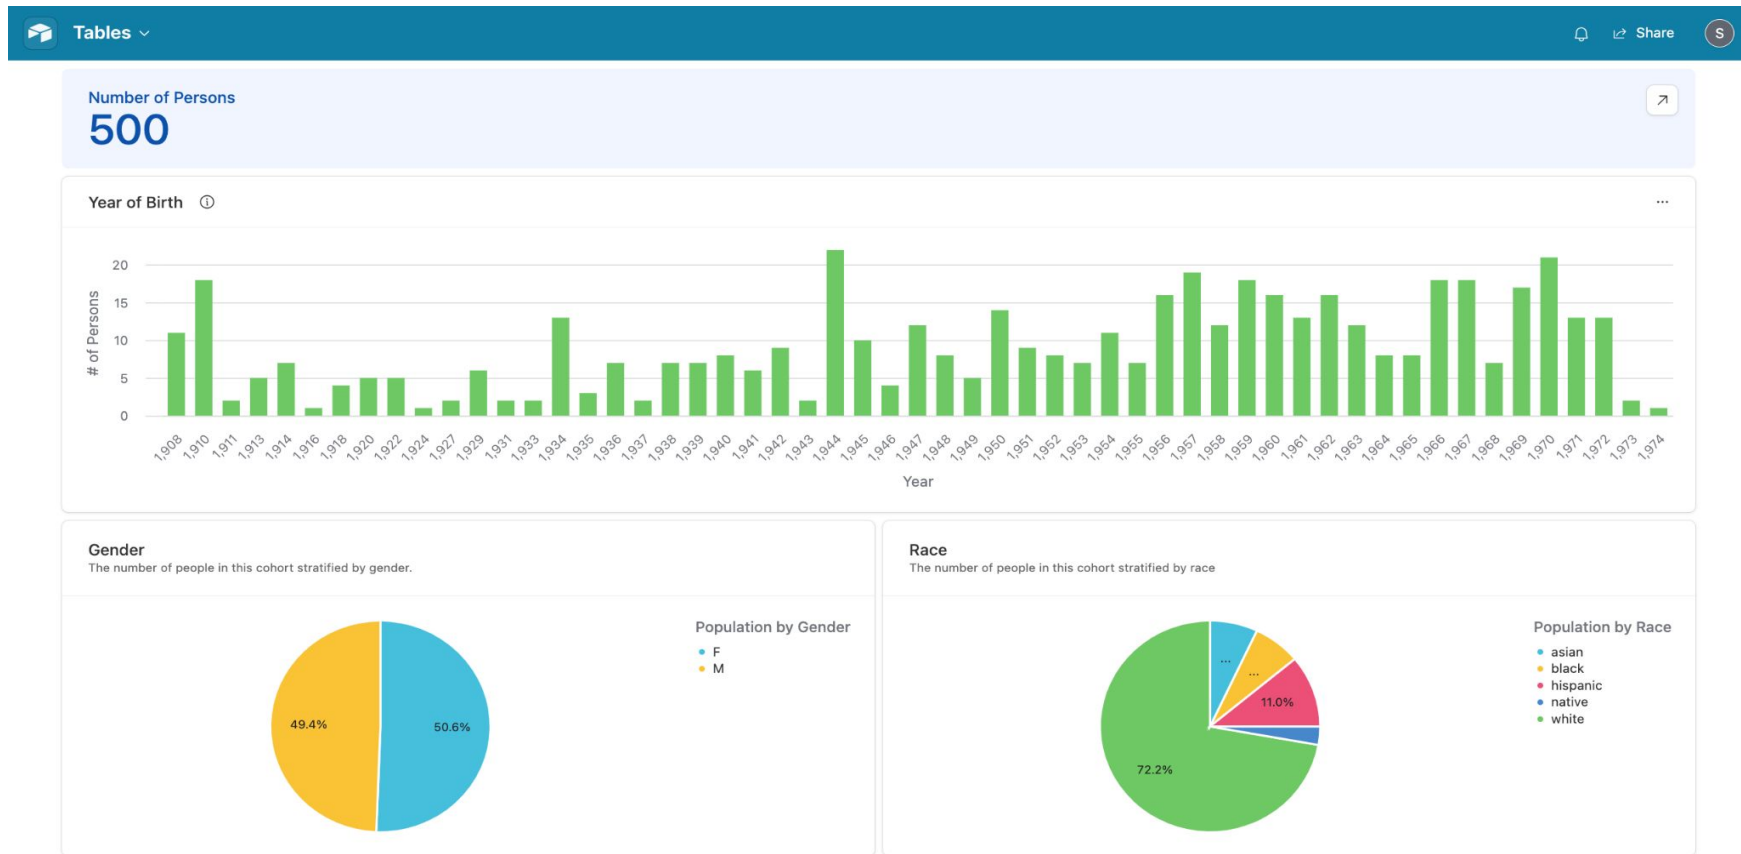 Tables
Share
S
Number of Persons
500
Year of Birth
...
# of Persons
20
15
10
5
0
1,908 1,910 1,911 1,913 1,914 1,916 1,918 1,920 1,922 1,924 1,927 1,929 1,931 1,933 1,934 1,935 1,936 1,937 1,938 1,939 1,940 1,941 1,942 1,943 1,944 1,945 1,946 1,947 1,948 1,949 1,950 1,951 1,952 1,953 1,954 1,955 1,956 1,957 1,958 1,959 1,960 1,961 1,962 1,963 1,964 1,965 1,966 1,967 1,968 1,969 1,970 1,971 1,972 1,973 1,974
Year
Gender
The number of people in this cohort stratified by gender.
49.4%
50.6%
Population by Gender
F
M
Race
The number of people in this cohort stratified by race
...
...
11.0%
72.2%
Population by Race
asian
black
hispanic
native
white